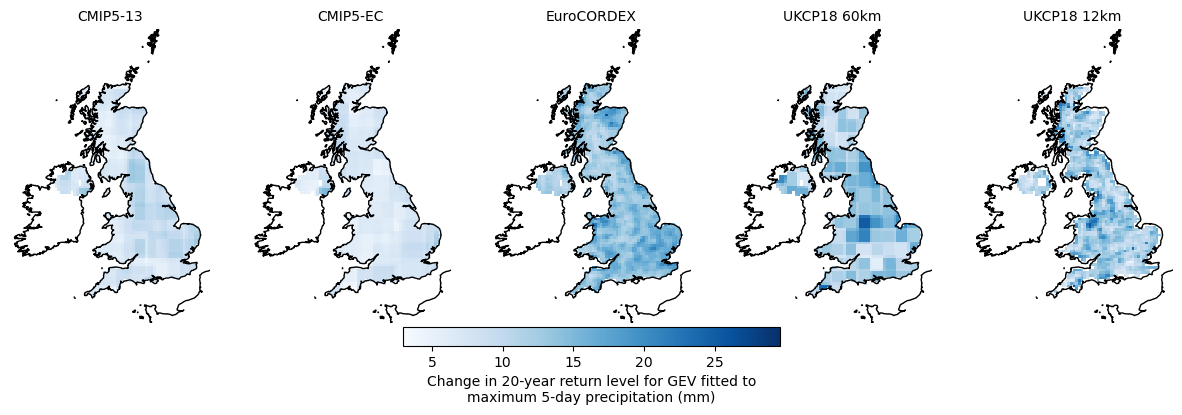 CMIP5-13
CMIP5-EC
EuroCORDEX
UKCP18 60km
UKCP18 12km
5 10 15 20 25
Change in 20-year return level for GEV fitted to
maximum 5-day precipitation (mm)